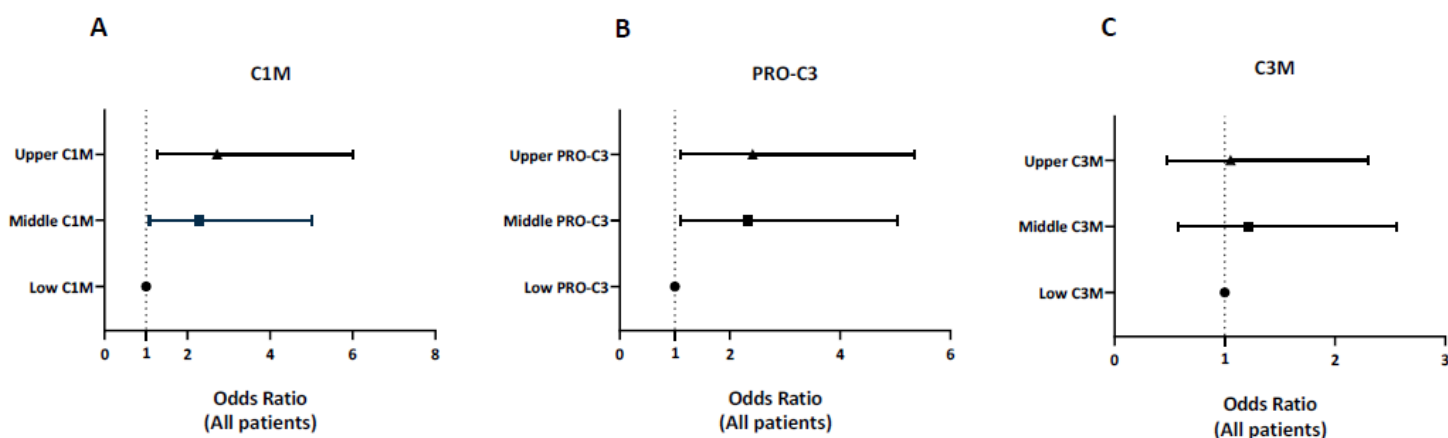 A
C1M
Upper C1M
Middle C1M
Low C1M
0 1 2 4 6 8
Odds Ratio
(All patients)
B
PRO-C3
Upper PRO-C3
Middle PRO-C3
Low PRO-C3
0 1 2 4 6
Odds Ratio
(All patients)
C
C3M
Upper C3M
Middle C3M
Low C3M
0 1 2 3
Odds Ratio
(All patients)